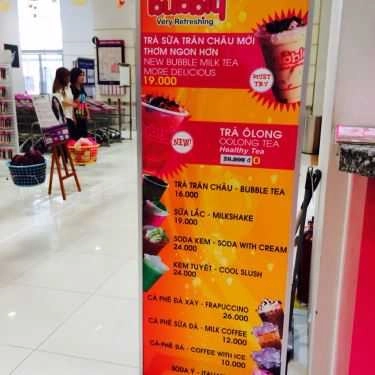 bubbly
Very Refreshing
TRÀ SỮA TRÂN CHÂU MỚI
THƠM NGON HƠN
NEW BUBBLE MILK TEA
MORE DELICIOUS
19.000
MUST
TRY
NEW
TRÀ ÔLONG
OOLONG TEA
Healthy Tea
TRÀ TRÂN CHÂU - BUBBLE TEA
16.000
SỮA LẮC - MILKSHAKE
19.000
SODA KEM - SODA WITH CREAM
24.000
KEM TUYẾT - COOL SLUSH
24.000
CÀ PHÊ ĐÁ XAY - FRAPUCCINO
26.000
CÀ PHÊ SỮA ĐÁ - MILK COFFEE
12.000
CÀ-PHÊ ĐÁ - COFFEE WITH ICE
10.000
SODA Ý -